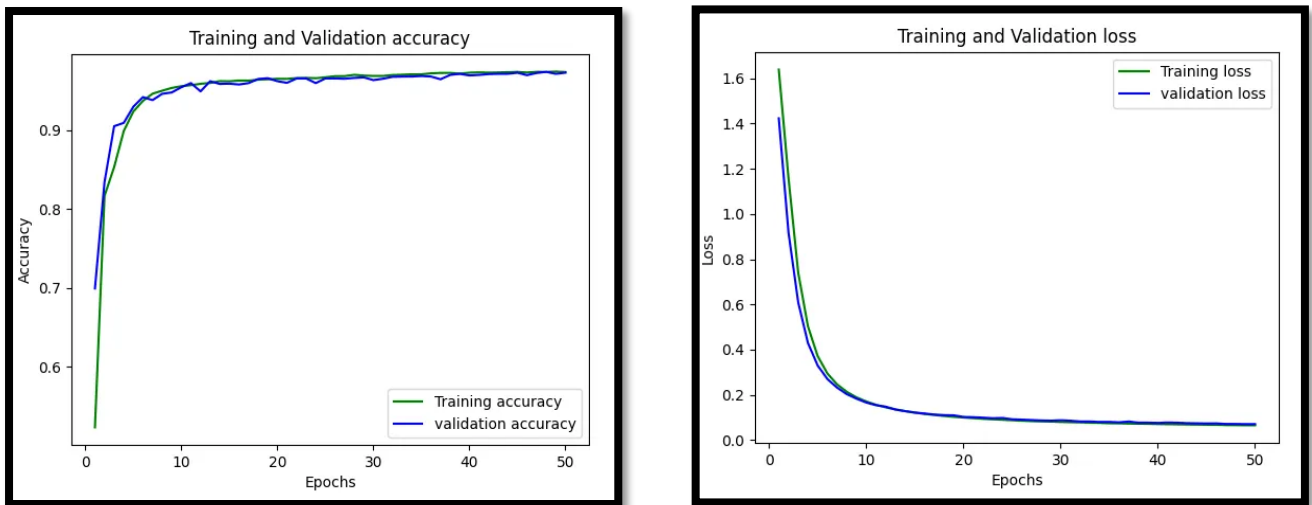 Training and Validation accuracy
Accuracy
0.9
0.8
0.7
0.6
Training accuracy
validation accuracy
0 10 20 30 40 50
Epochs
Training and Validation loss
Loss
1.6
1.4
1.2
1.0
0.8
0.6
0.4
0.2
0.0
Training loss
validation loss
0 10 20 30 40 50
Epochs